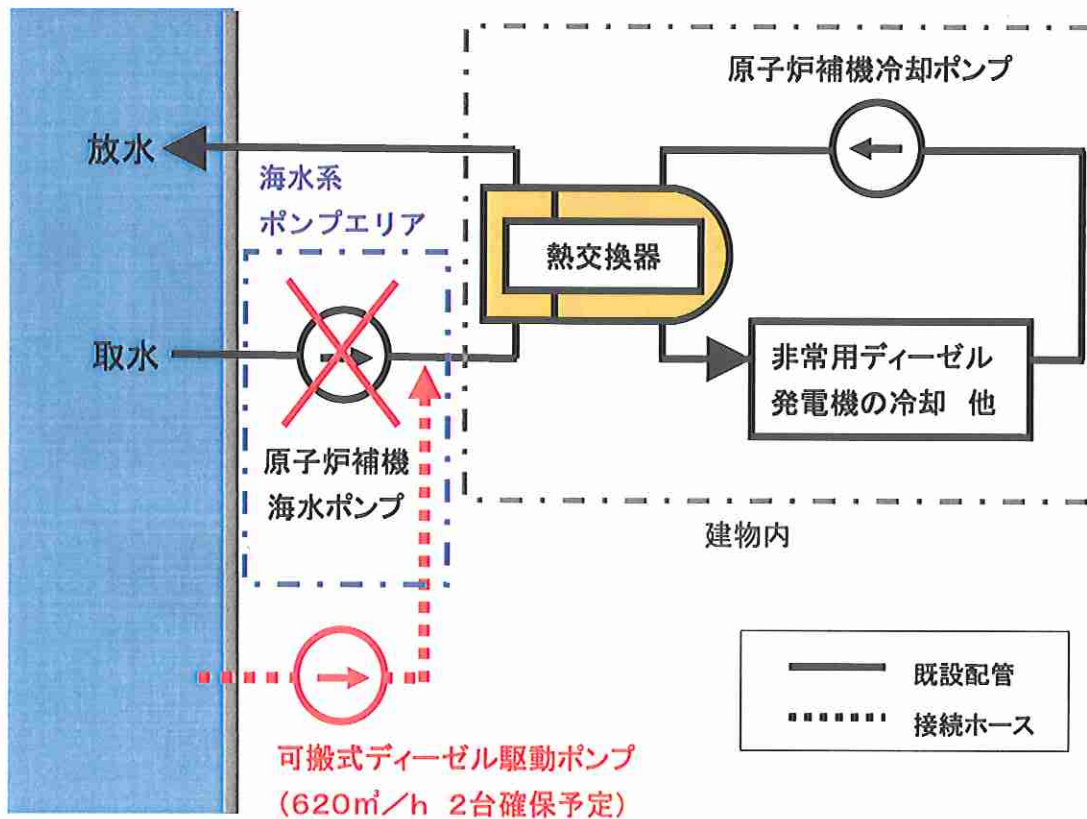 原子炉補機冷却ポンプ
放水
海水系
ポンプエリア
熱交換器
取水
非常用ディーゼル
発電機の冷却 他
原子炉補機
海水ポンプ
建物内
既設配管
接続ホース
可搬式ディーゼル駆動ポンプ
(620㎥/h 2台確保予定)